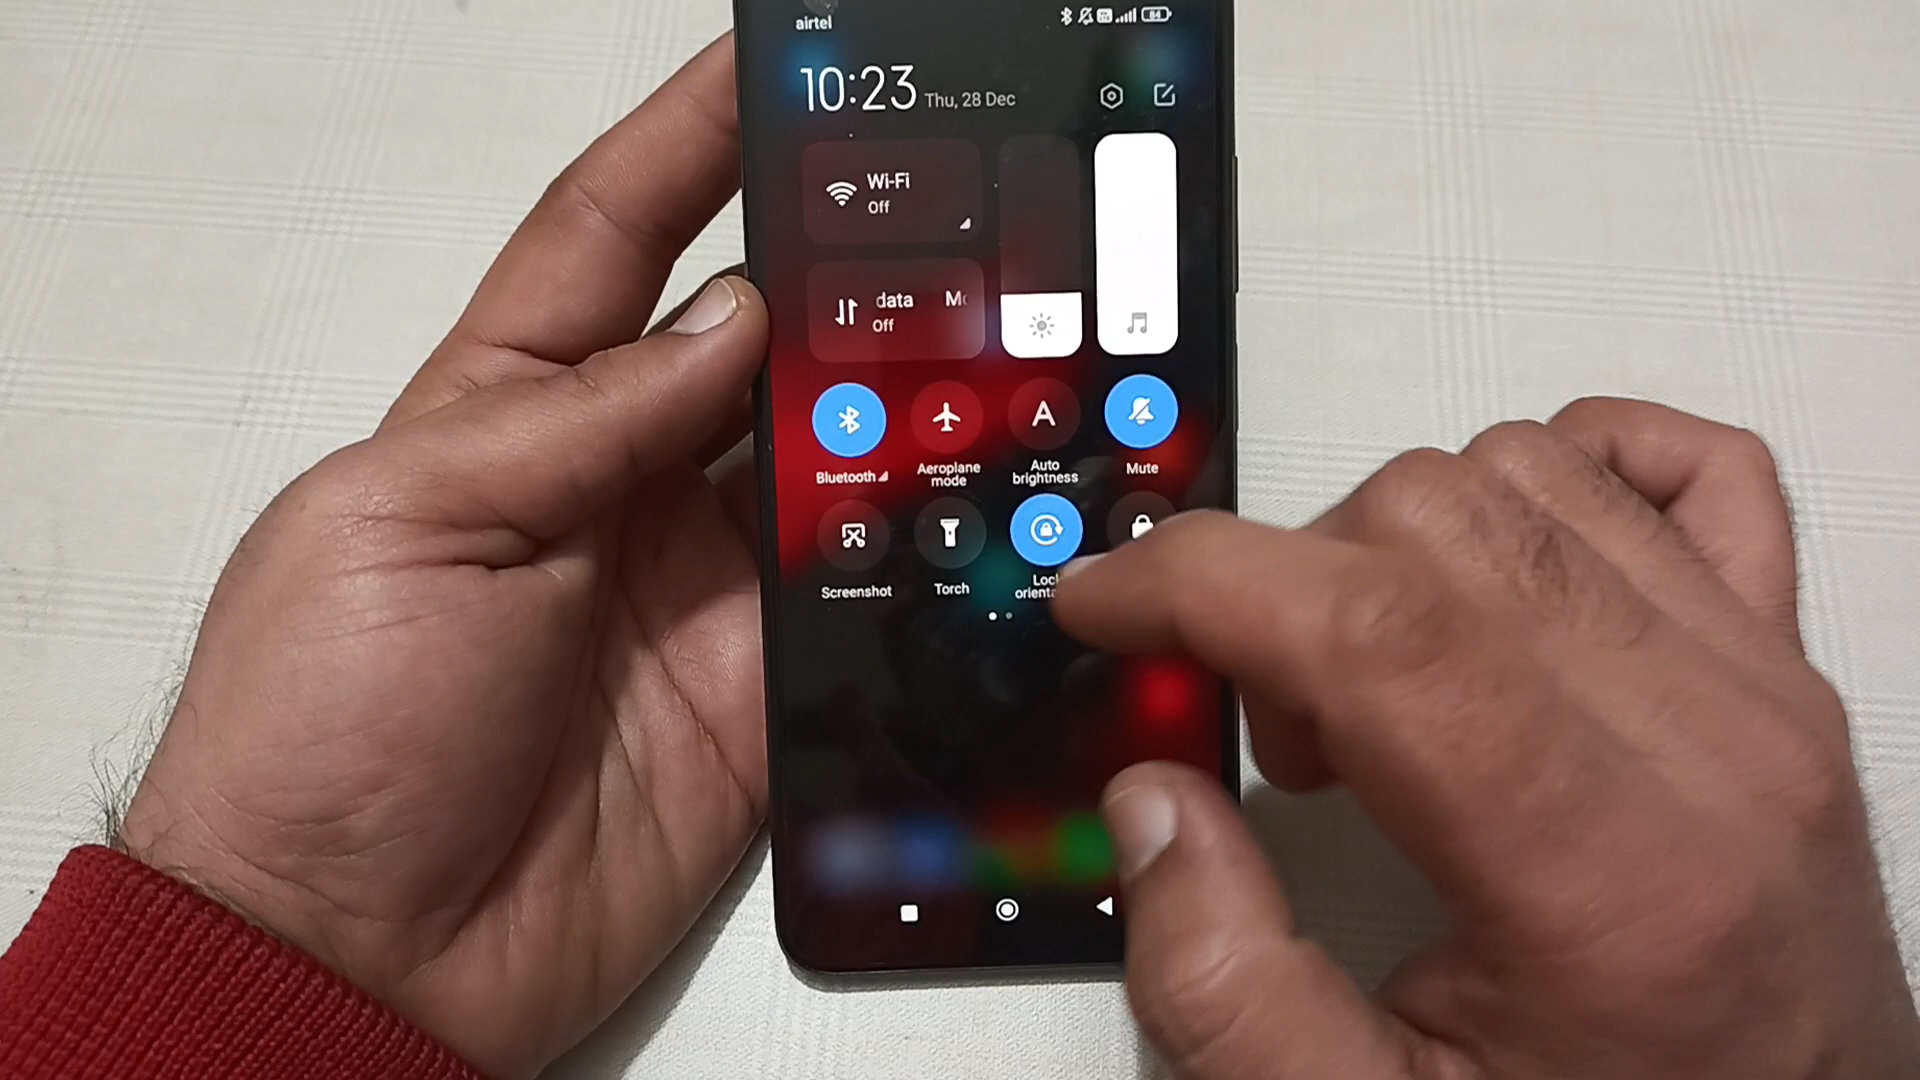 airtel
84
10:23 Thu, 28 Dec
Wi-Fi
Off
data
Off
Bluetooth
Aeroplane
mode
A
Auto
brightness
Mute
Screenshot
Torch